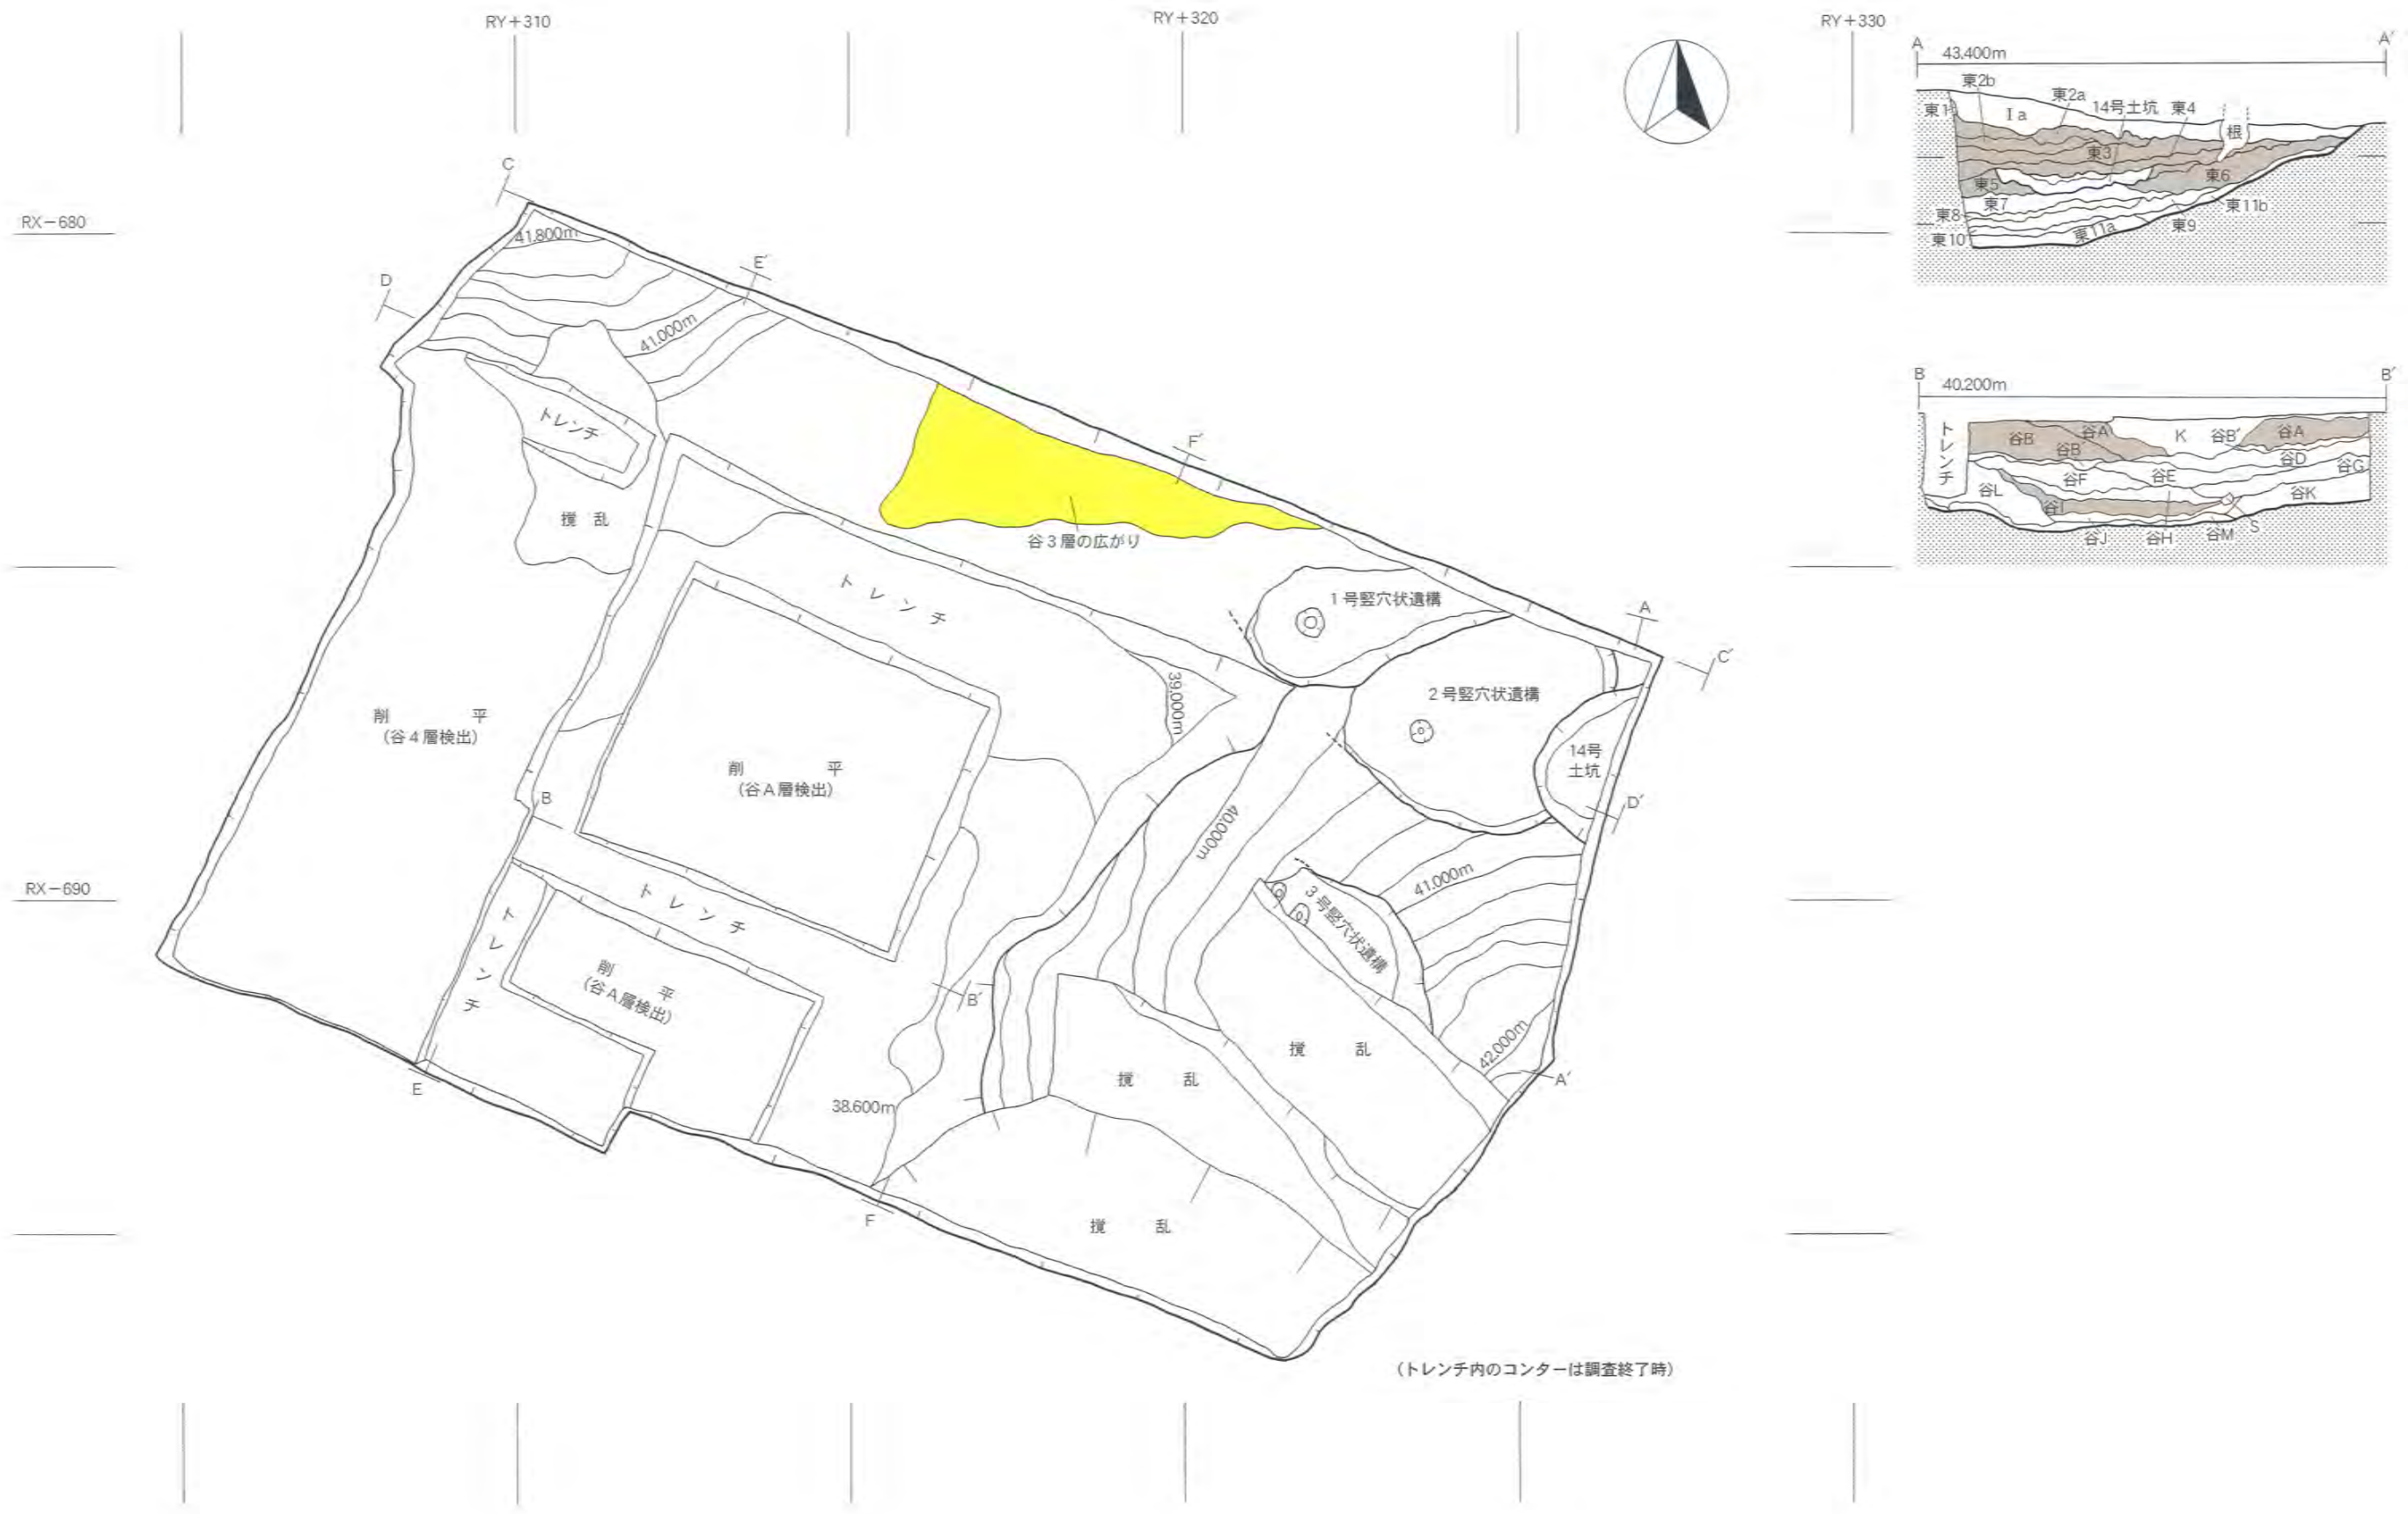 RY+310
RY+320
RY+330
RX-680
RX-690
C
D
E´
F´
A
C´
D´
B
B´
A´
E
F
41.800m
41.000m
トレンチ
攪乱
谷3層の広がり
トレンチ
1号竪穴状遺構
2号竪穴状遺構
14号
土坑
39.000m
削平
(谷4層検出)
削平
(谷A層検出)
40.000m
41.000m
3号竪穴状遺構
トレンチ
トレンチ
削平
(谷A層検出)
42.000m
攪乱
攪乱
38.600m
攪乱
(トレンチ内のコンターは調査終了時)
A
A´
43.400m
東2b
東2a
14号土坑
東4
東1
Ⅰa
根
東3
東5
東6
東7
東8
東11b
東9
東10
東11a
B
B´
40.200m
トレンチ
谷B
谷A
K
谷B´
谷A
谷B´
谷D
谷G
谷F
谷E
谷L
谷K
谷I
S
谷J
谷H
谷M